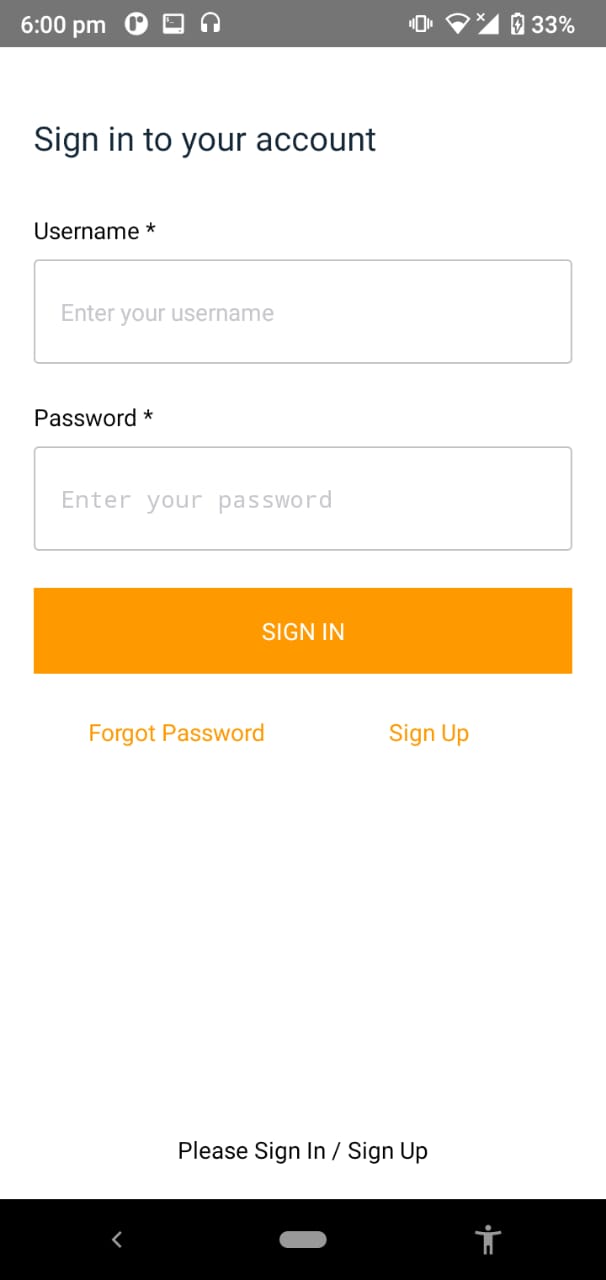 6:00 pm 33%
Sign in to your account
Username *
Enter your username
Password *
Enter your password
SIGN IN
Forgot Password Sign Up
Please Sign In / Sign Up